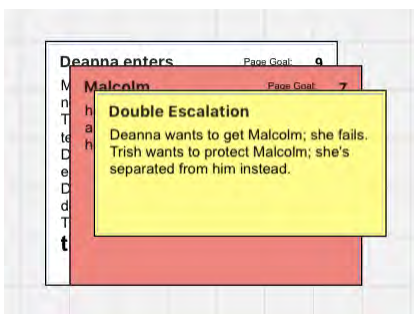 Deanna enters Page Goal: 9
Malcolm Page Goal: 7
Double Escalation
Deanna wants to get Malcolm; she fails.
Trish wants to protect Malcolm; she's
separated from him instead.